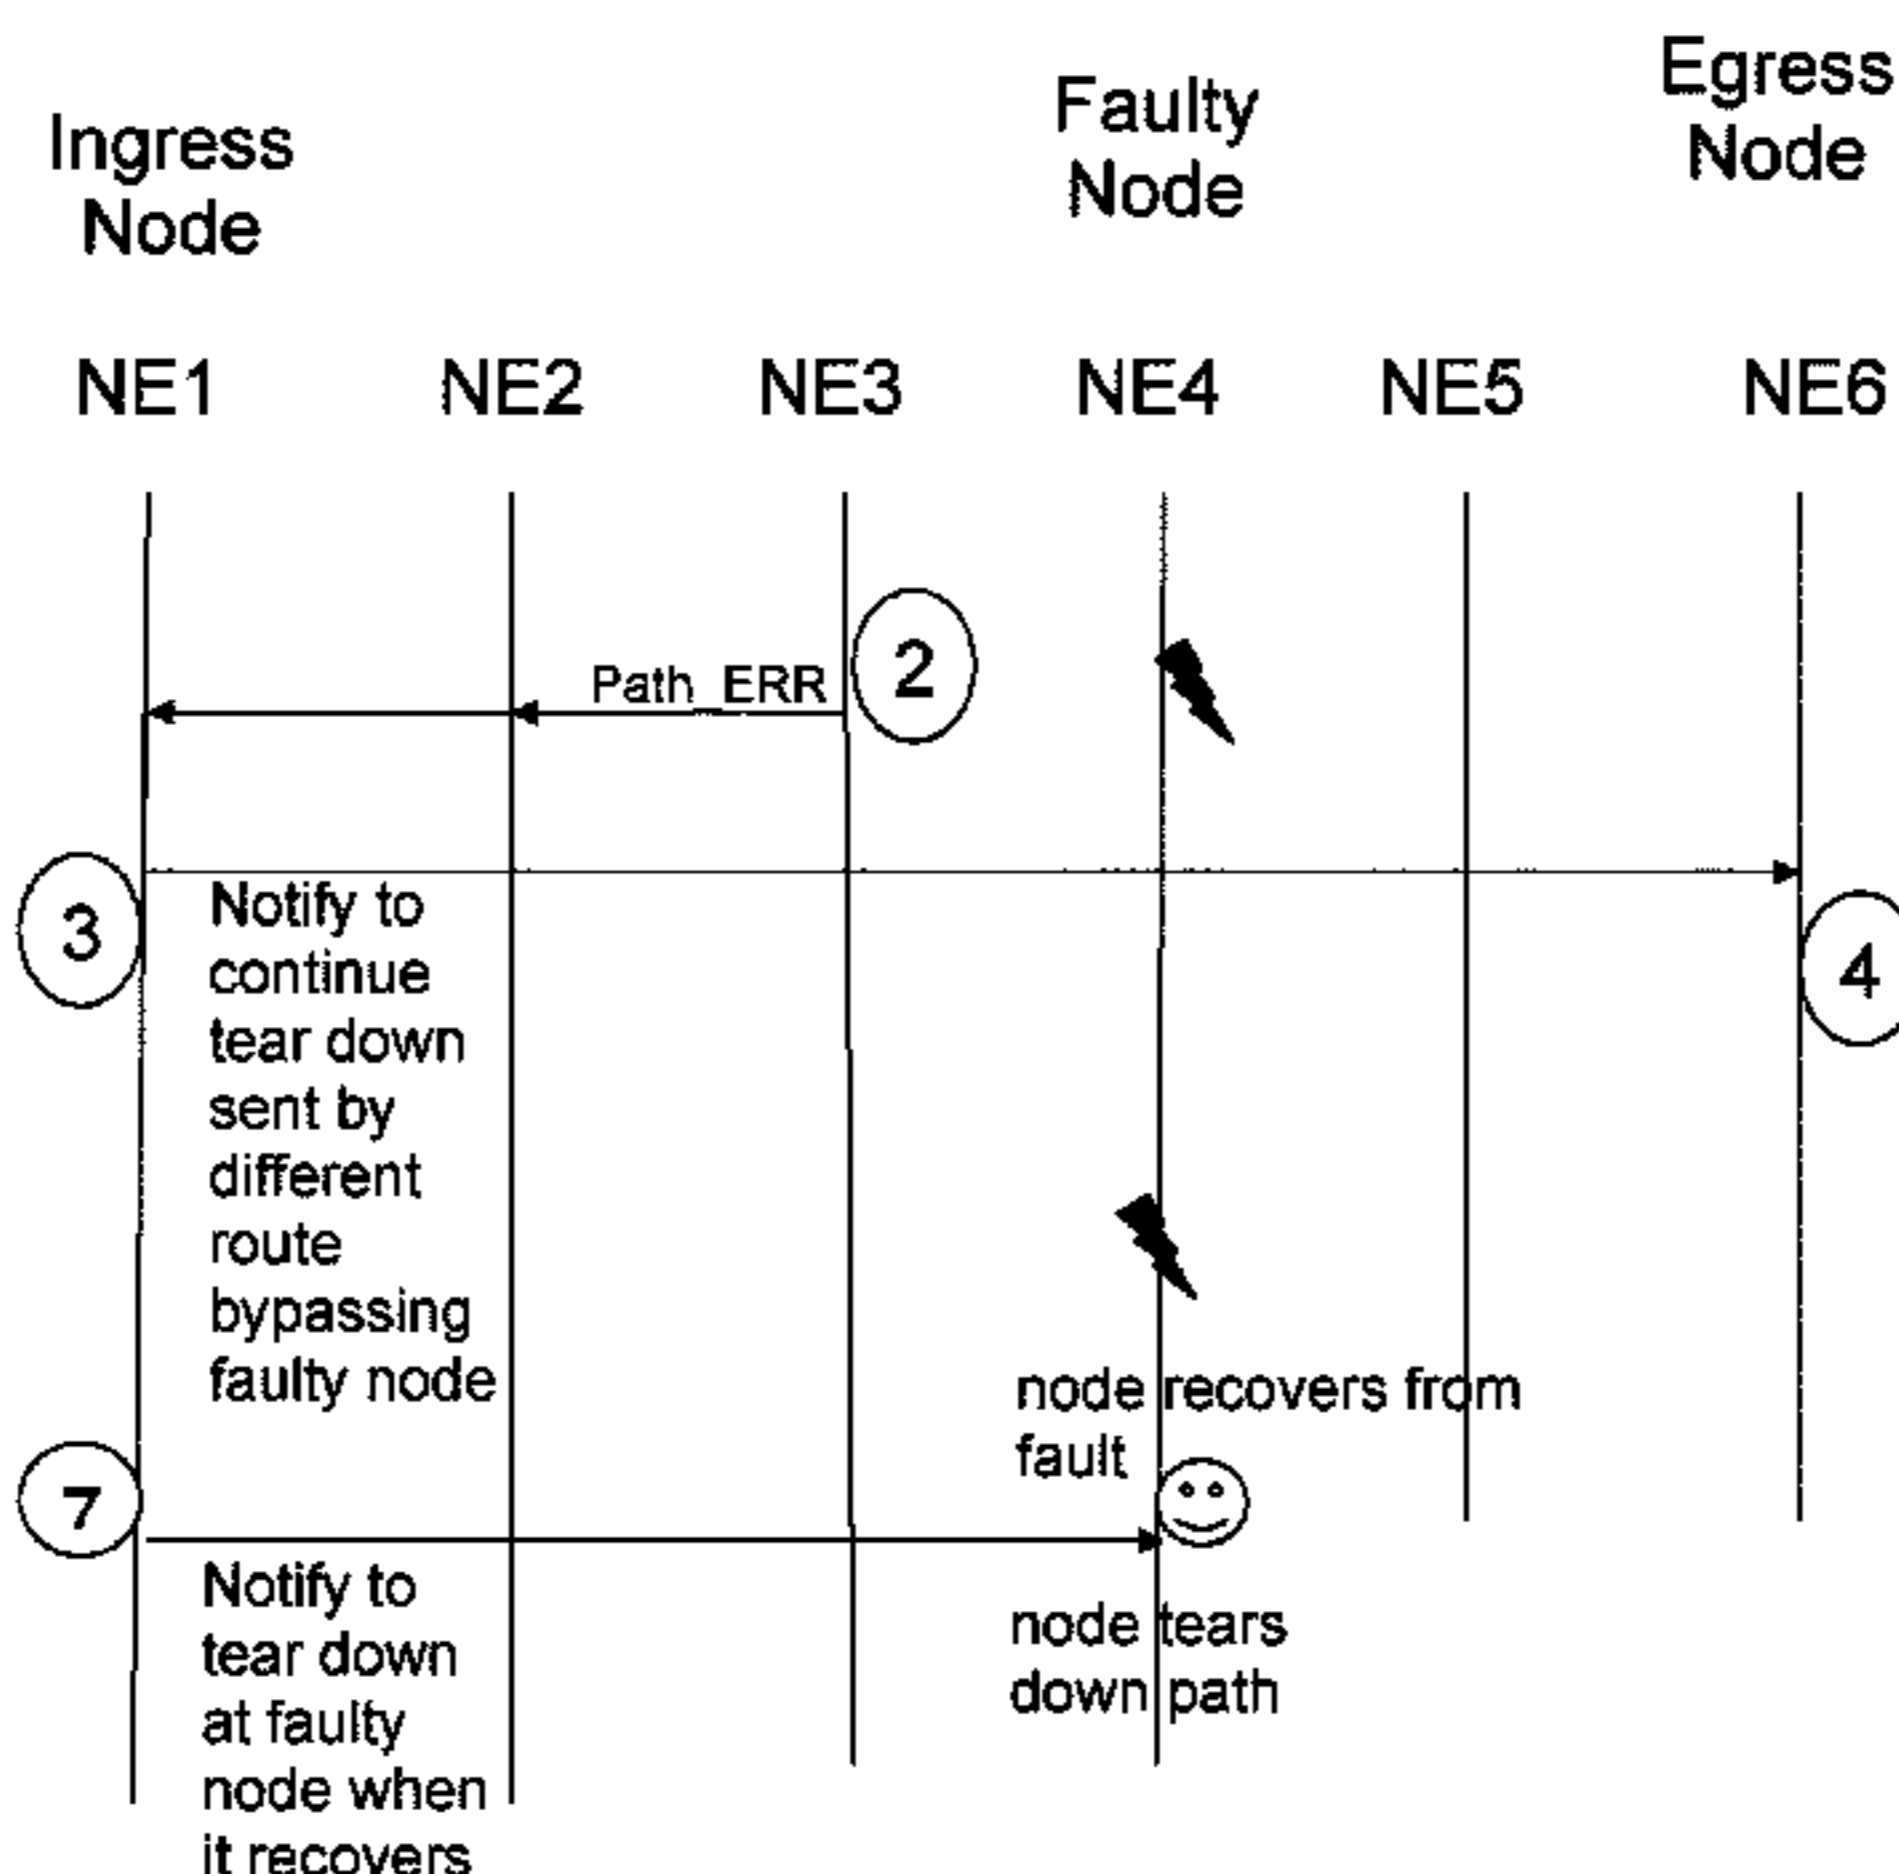 Ingress
Node
Faulty
Node
Egress
Node
NE1
NE2
NE3
NE4
NE5
NE6
Path_ERR
2
3
Notify to
continue
tear down
sent by
different
route
bypassing
faulty node
4
node recovers from
fault
7
Notify to
tear down
at faulty
node when
it recovers
node tears
down path